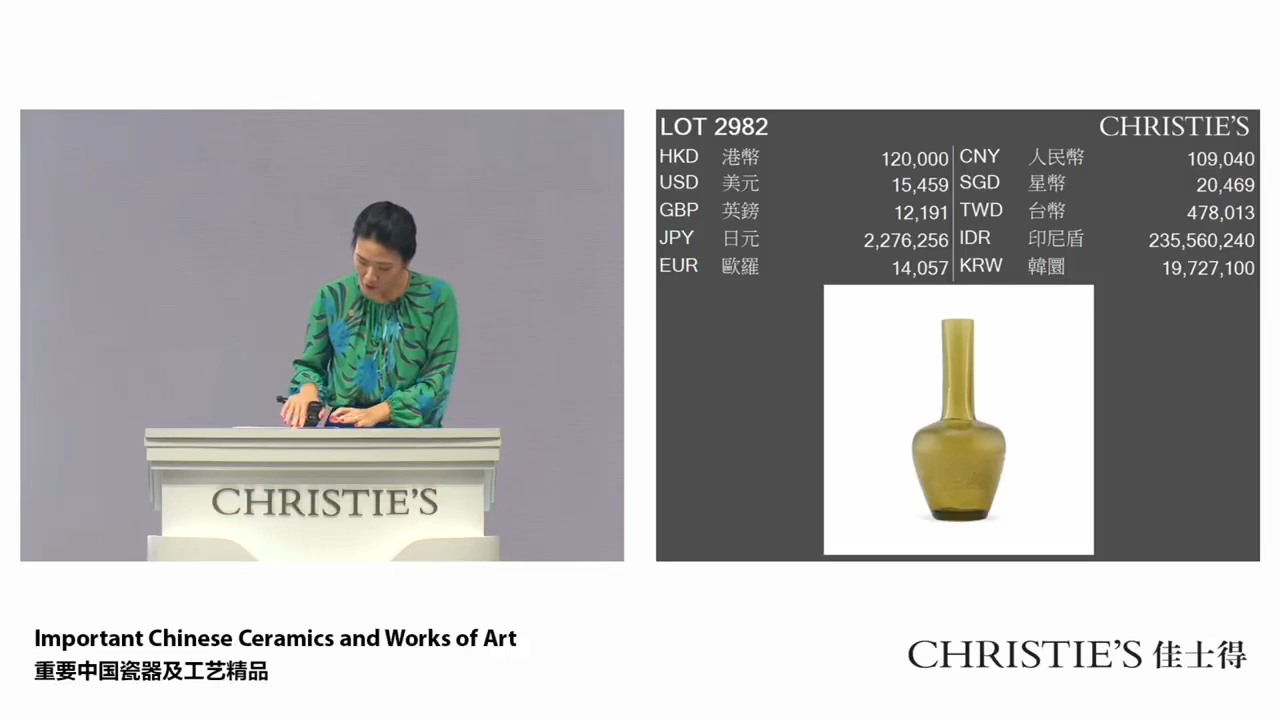 LOT 2982 CHRISTIE'S
HKD 港幣 120,000 CNY 人民幣 109,040
USD 美元 15,459 SGD 星幣 20,469
GBP 英鎊 12,191 TWD 台幣 478,013
JPY 日元 2,276,256 IDR 印尼盾 235,560,240
EUR 歐羅 14,057 KRW 韓圜 19,727,100
CHRISTIE'S
Important Chinese Ceramics and Works of Art
重要中国瓷器及工艺精品
CHRISTIE'S 佳士得